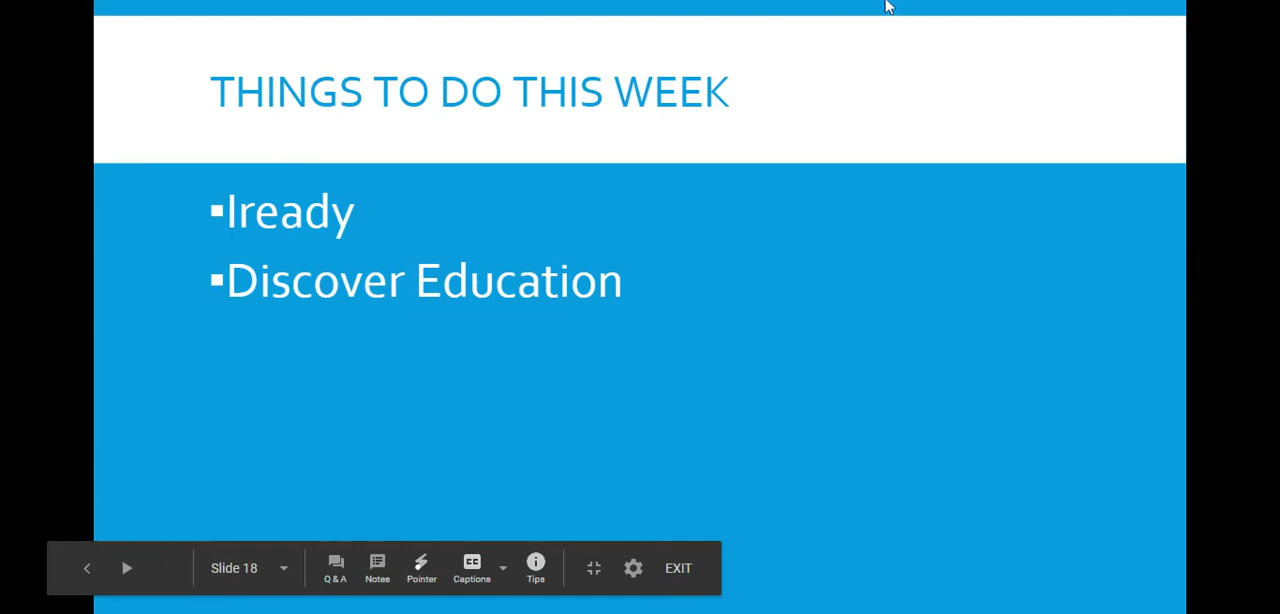 THINGS TO DO THIS WEEK
▪Iready
▪Discover Education
Slide 18
Q & A
Notes
Pointer
Captions
Tips
EXIT